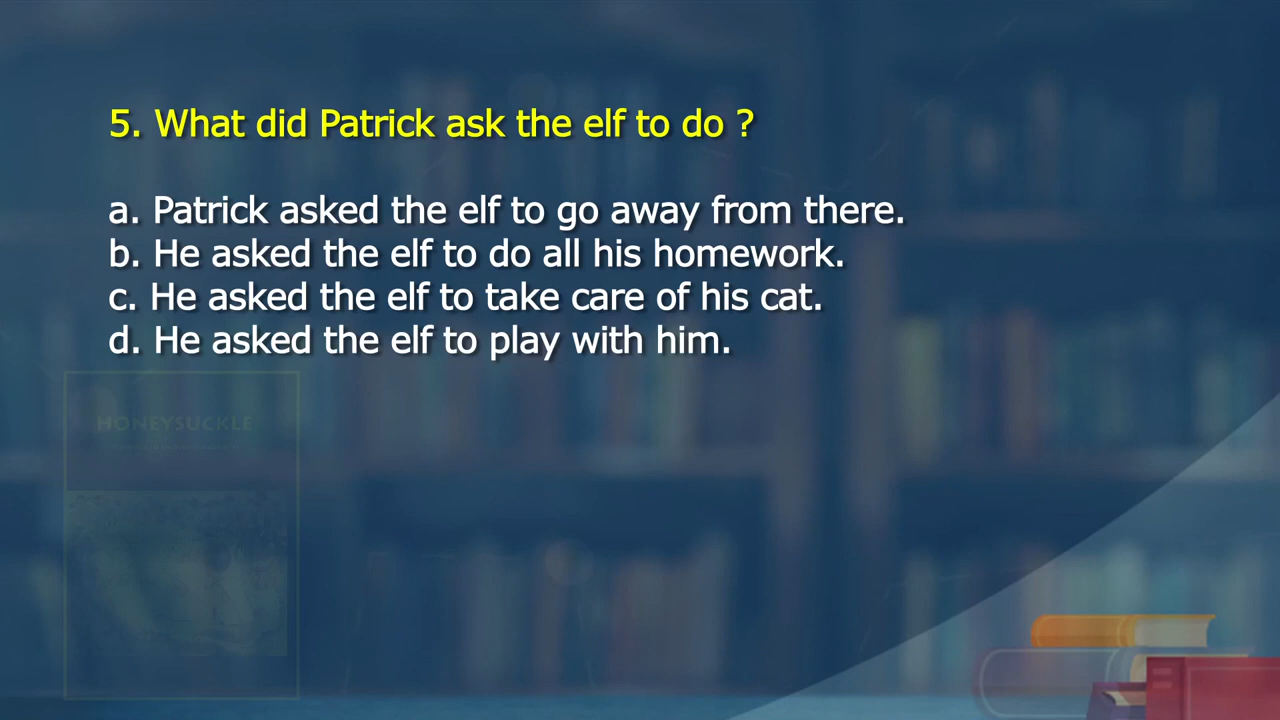 5. What did Patrick ask the elf to do ?
a. Patrick asked the elf to go away from there.
b. He asked the elf to do all his homework.
c. He asked the elf to take care of his cat.
d. He asked the elf to play with him.
HONEYSUCKLE